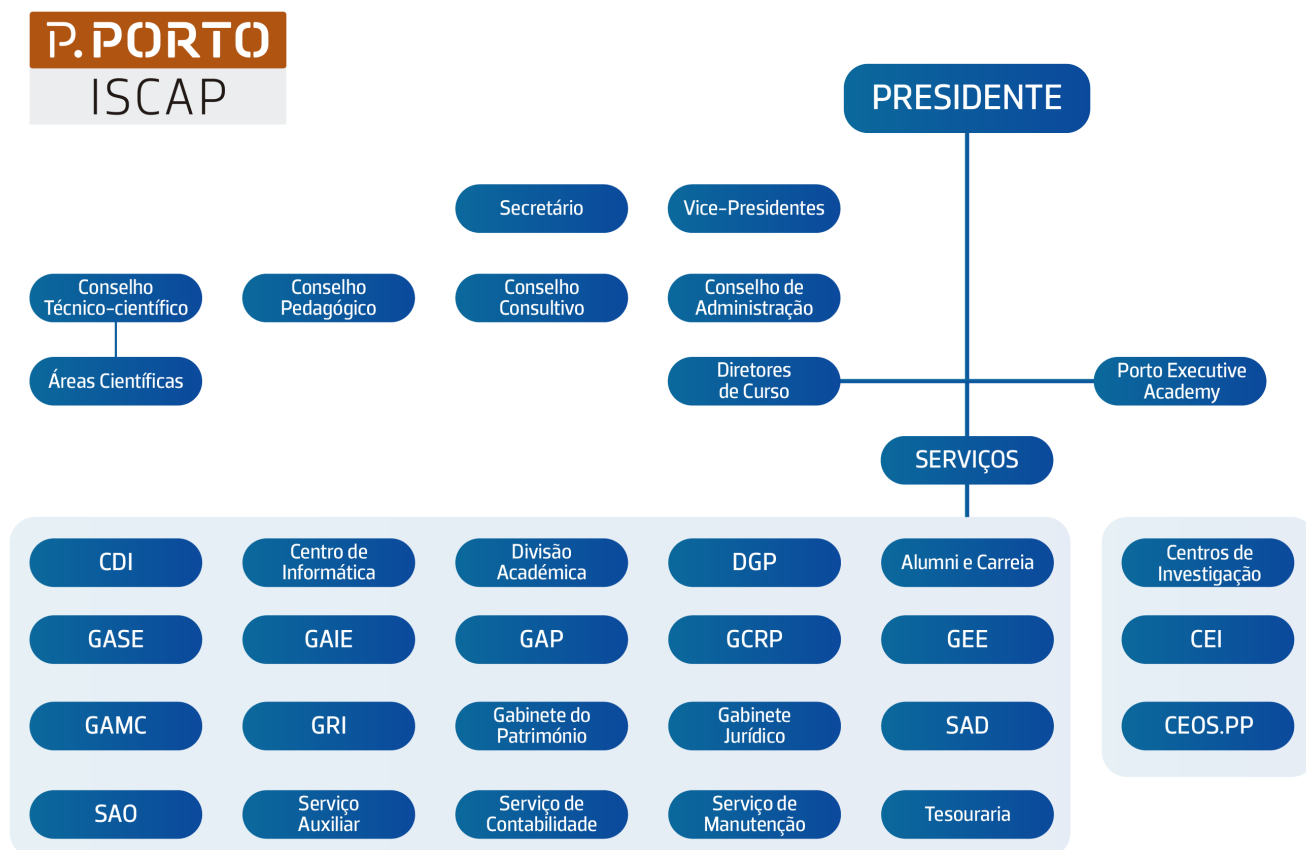 P.PORTO
ISCAP
PRESIDENTE
Secretário
Vice-Presidentes
Conselho
Técnico-científico
Conselho
Pedagógico
Conselho
Consultivo
Conselho de
Administração
Áreas Científicas
Diretores
de Curso
Porto Executive
Academy
SERVIÇOS
CDI
Centro de
Informática
Divisão
Académica
DGP
Alumni e Carreia
Centros de
Investigação
GASE
GAIE
GAP
GCRP
GEE
CEI
GAMC
GRI
Gabinete do
Património
Gabinete
Jurídico
SAD
CEOS.PP
SAO
Serviço
Auxiliar
Serviço de
Contabilidade
Serviço de
Manutenção
Tesouraria